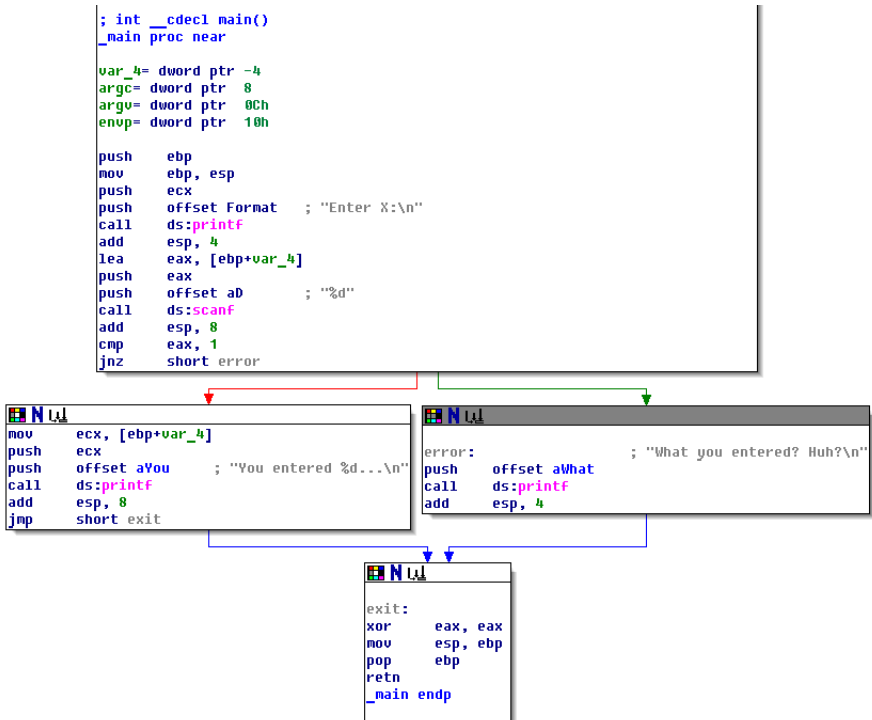 ; int __cdecl main()
_main proc near
var_4= dword ptr -4
argc= dword ptr  8
argv= dword ptr  0Ch
envp= dword ptr  10h
push    ebp
mov     ebp, esp
push    ecx
push    offset Format   ; "Enter X:\n"
call    ds:printf
add     esp, 4
lea     eax, [ebp+var_4]
push    eax
push    offset aD       ; "%d"
call    ds:scanf
add     esp, 8
cmp     eax, 1
jnz     short error
mov     ecx, [ebp+var_4]
push    ecx
push    offset aYou     ; "You entered %d...\n"
call    ds:printf
add     esp, 8
jmp     short exit
error:                  ; "What you entered? Huh?\n"
push    offset aWhat
call    ds:printf
add     esp, 4
exit:
xor     eax, eax
mov     esp, ebp
pop     ebp
retn
_main endp